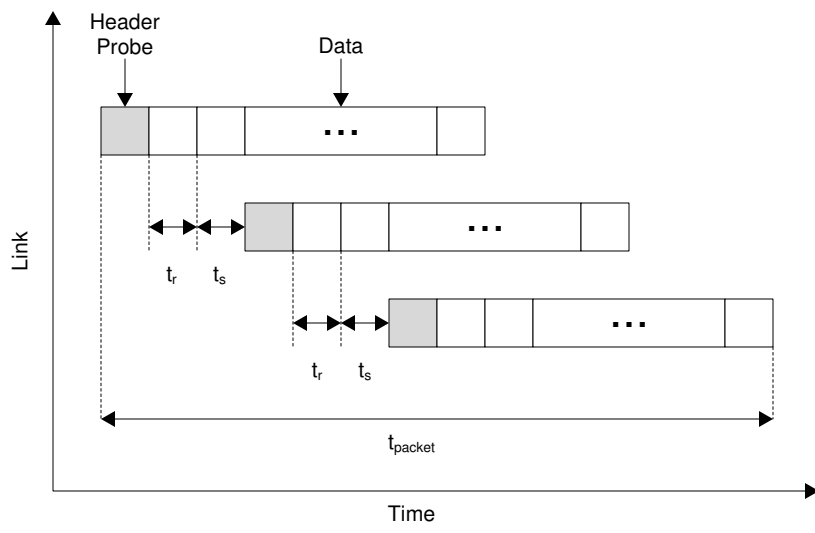 Header
Probe
Data
...
...
t_r t_s
...
t_r t_s
t_packet
Link
Time